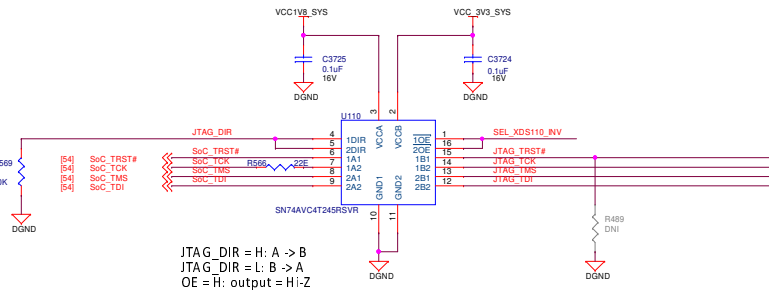 VCC1V8_SYS
VCC_3V3_SYS
C3725
0.1uF
16V
DGND
C3724
0.1uF
16V
DGND
U110
3
2
VCCA
VCCB
JTAG_DIR
4
1DIR
1OE
1
SEL_XDS110_INV
5
2DIR
2OE
16
[54] SoC_TRST#
SoC_TRST#
6
1A1
1B1
15
JTAG_TRST#
[54] SoC_TCK
SoC_TCK
R566
22E
7
1A2
1B2
14
JTAG_TCK
[54] SoC_TMS
SoC_TMS
8
2A1
2B1
13
JTAG_TMS
[54] SoC_TDI
SoC_TDI
9
2A2
2B2
12
JTAG_TDI
569
0K
DGND
GND1
GND2
SN74AVC4T245RSVR
10
11
DGND
R489
DNI
DGND
JTAG_DIR = H: A -> B
JTAG_DIR = L: B -> A
OE = H: output = Hi-Z